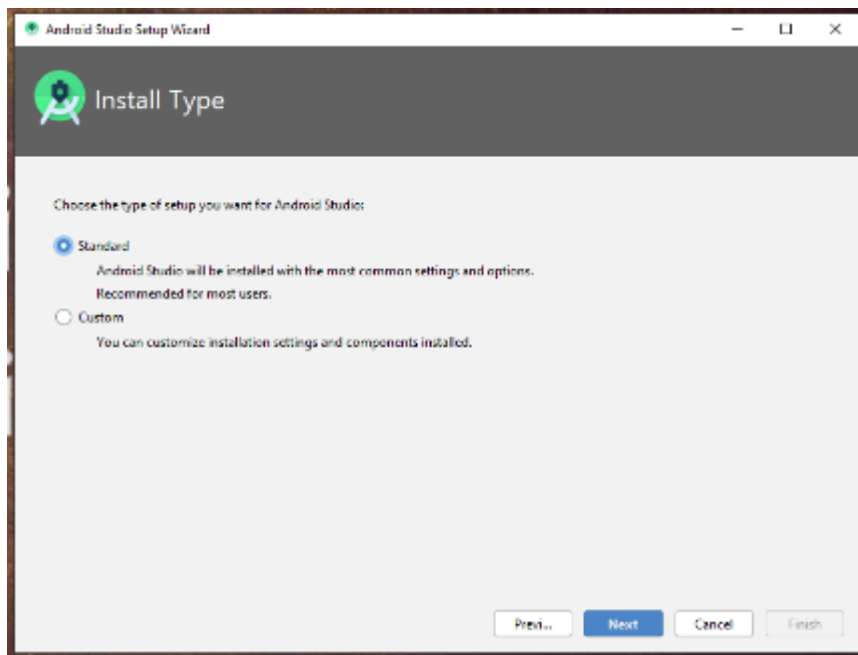 Android Studio Setup Wizard
Install Type
Choose the type of setup you want for Android Studio:
Standard
Android Studio will be installed with the most common settings and options.
Recommended for most users.
Custom
You can customize installation settings and components installed.
Previ... Next Cancel Finish